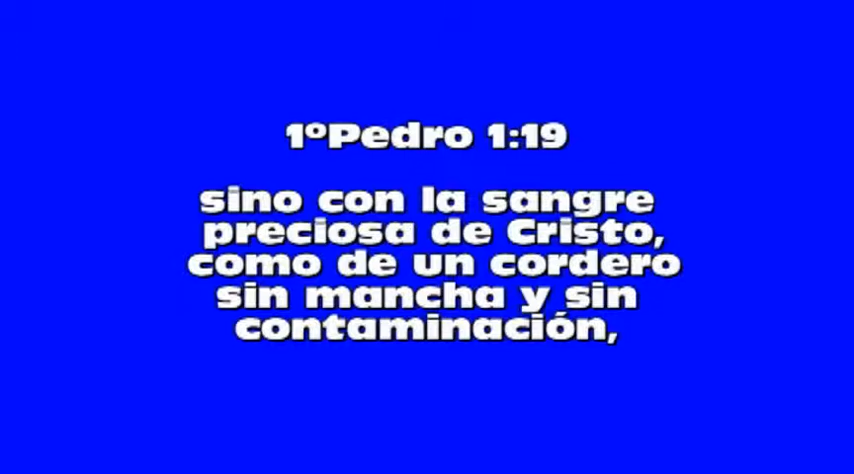 1ºPedro 1:19
sino con la sangre
preciosa de Cristo,
como de un cordero
sin mancha y sin
contaminación,